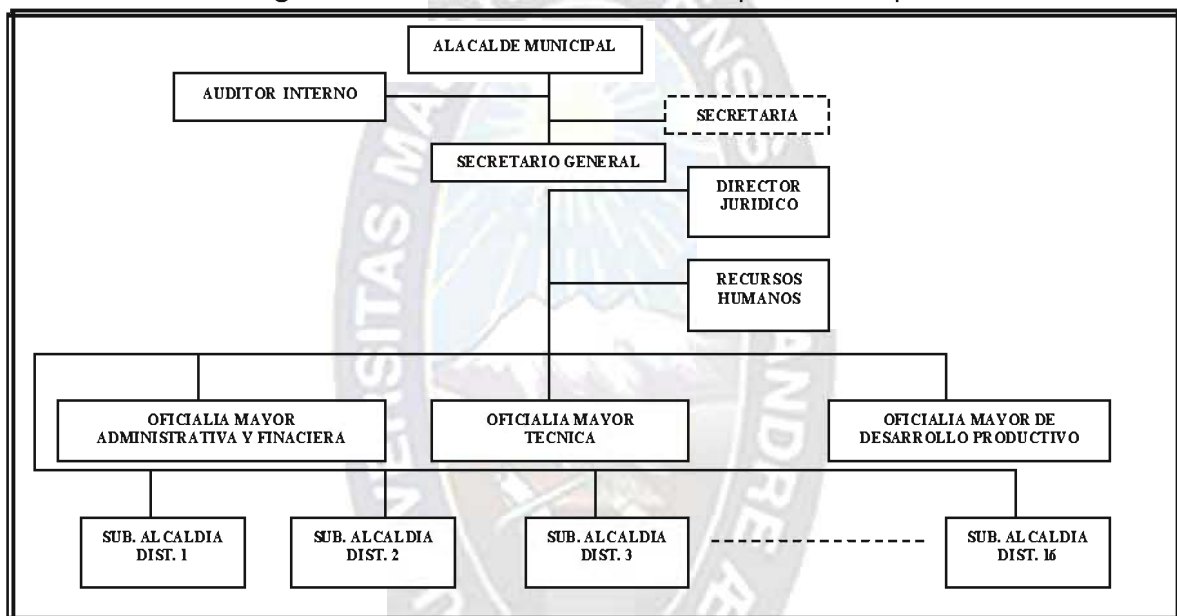 ALACALDE MUNICIPAL
AUDITOR INTERNO
SECRETARIA
SECRETARIO GENERAL
DIRECTOR
JURIDICO
RECURSOS
HUMANOS
OFICIALIA MAYOR
ADMINISTRATIVA Y FINACIERA
OFICIALIA MAYOR
TECNICA
OFICIALIA MAYOR DE
DESARROLLO PRODUCTIVO
SUB. ALCALDIA
DIST. 1
SUB. ALCALDIA
DIST. 2
SUB. ALCALDIA
DIST. 3
SUB. ALCALDIA
DIST. 16